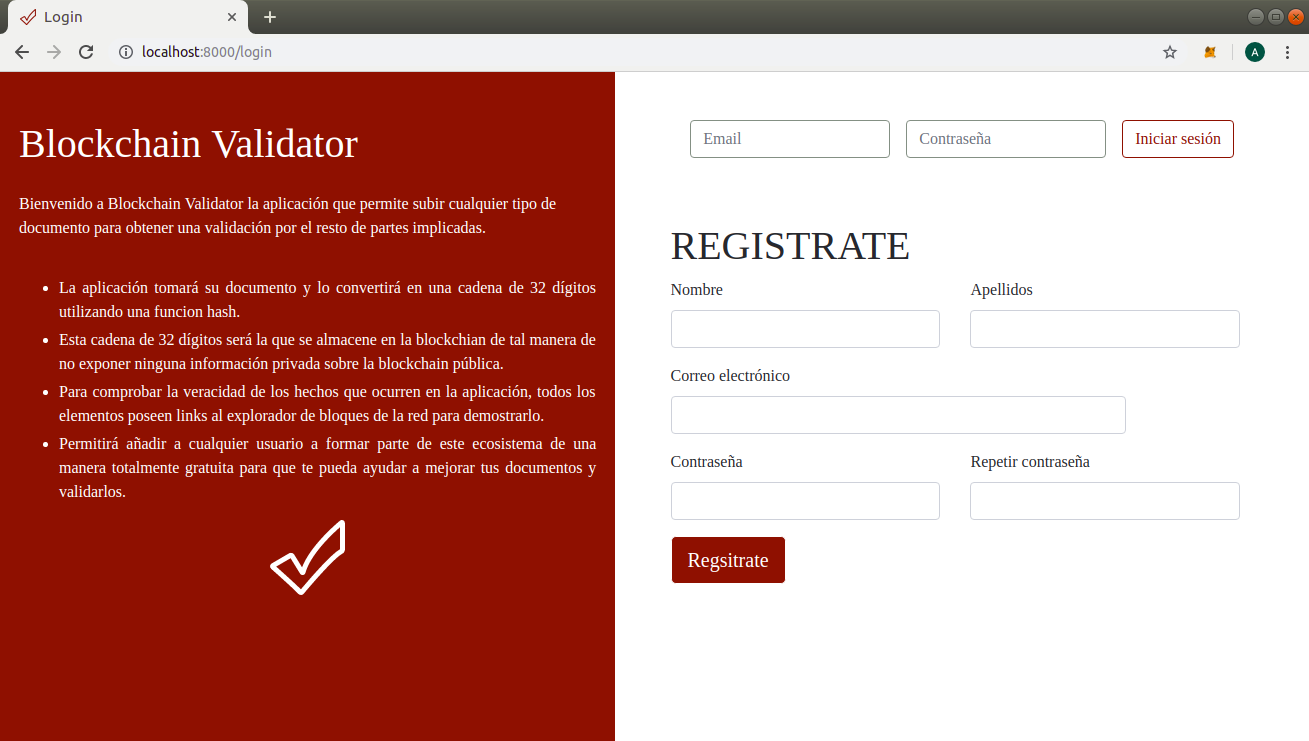 Login
localhost:8000/login
A
Blockchain Validator
Bienvenido a Blockchain Validator la aplicación que permite subir cualquier tipo de
documento para obtener una validación por el resto de partes implicadas.
La aplicación tomará su documento y lo convertirá en una cadena de 32 dígitos
utilizando una funcion hash.
Esta cadena de 32 dígitos será la que se almacene en la blockchian de tal manera de
no exponer ninguna información privada sobre la blockchain pública.
Para comprobar la veracidad de los hechos que ocurren en la aplicación, todos los
elementos poseen links al explorador de bloques de la red para demostrarlo.
Permitirá añadir a cualquier usuario a formar parte de este ecosistema de una
manera totalmente gratuita para que te pueda ayudar a mejorar tus documentos y
validarlos.
Email Contraseña Iniciar sesión
REGISTRATE
Nombre Apellidos
Correo electrónico
Contraseña Repetir contraseña
Regsitrate